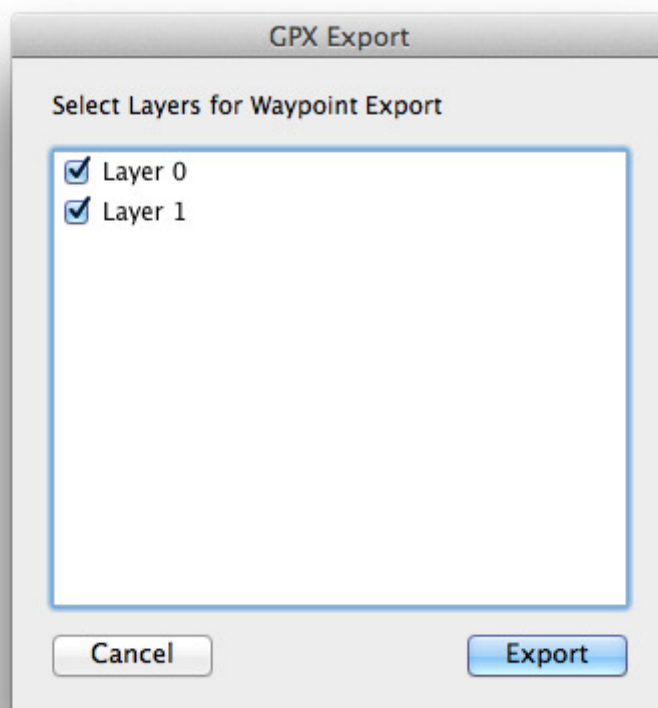 GPX Export
Select Layers for Waypoint Export
Layer 0
Layer 1
Cancel
Export